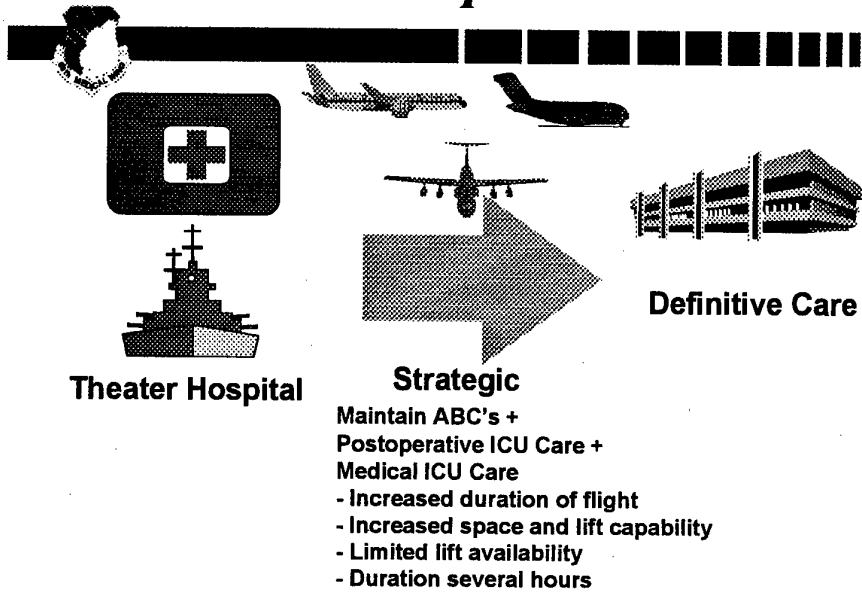 Theater Hospital
Strategic
Maintain ABC's +
Postoperative ICU Care +
Medical ICU Care
- Increased duration of flight
- Increased space and lift capability
- Limited lift availability
- Duration several hours
Definitive Care